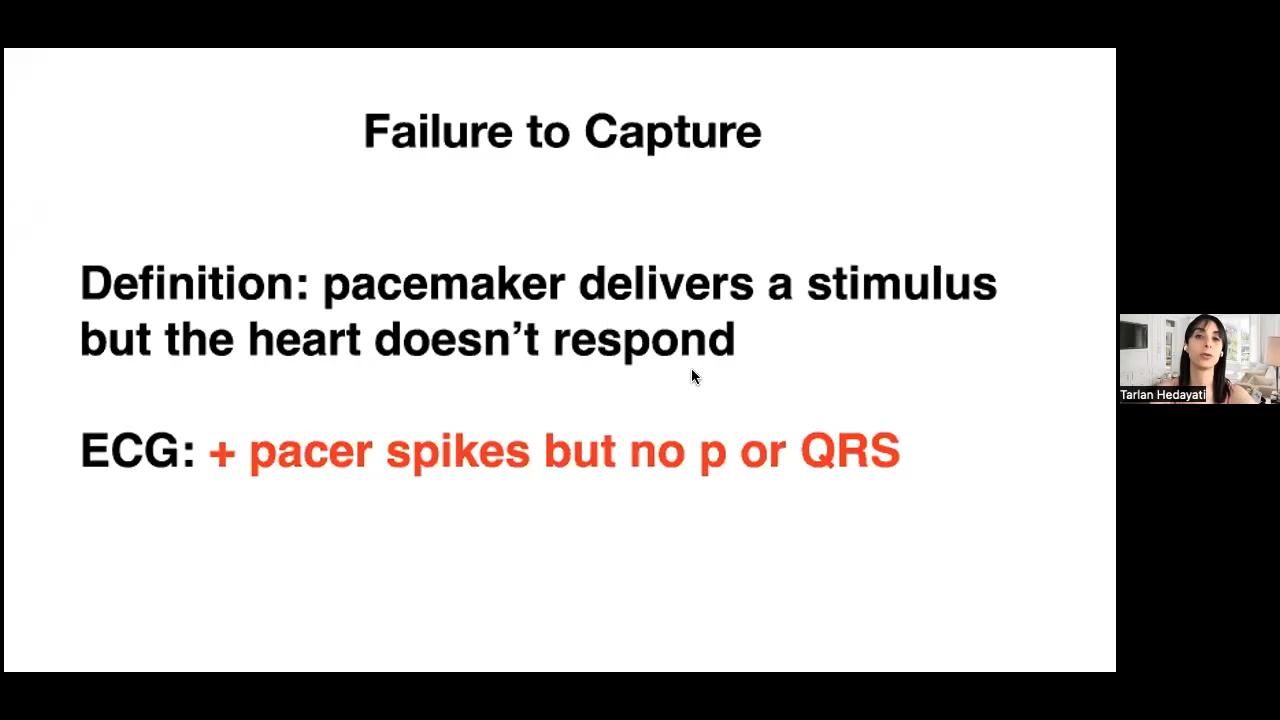 Failure to Capture
Definition: pacemaker delivers a stimulus
but the heart doesn’t respond
ECG: + pacer spikes but no p or QRS
Tarlan Hedayati